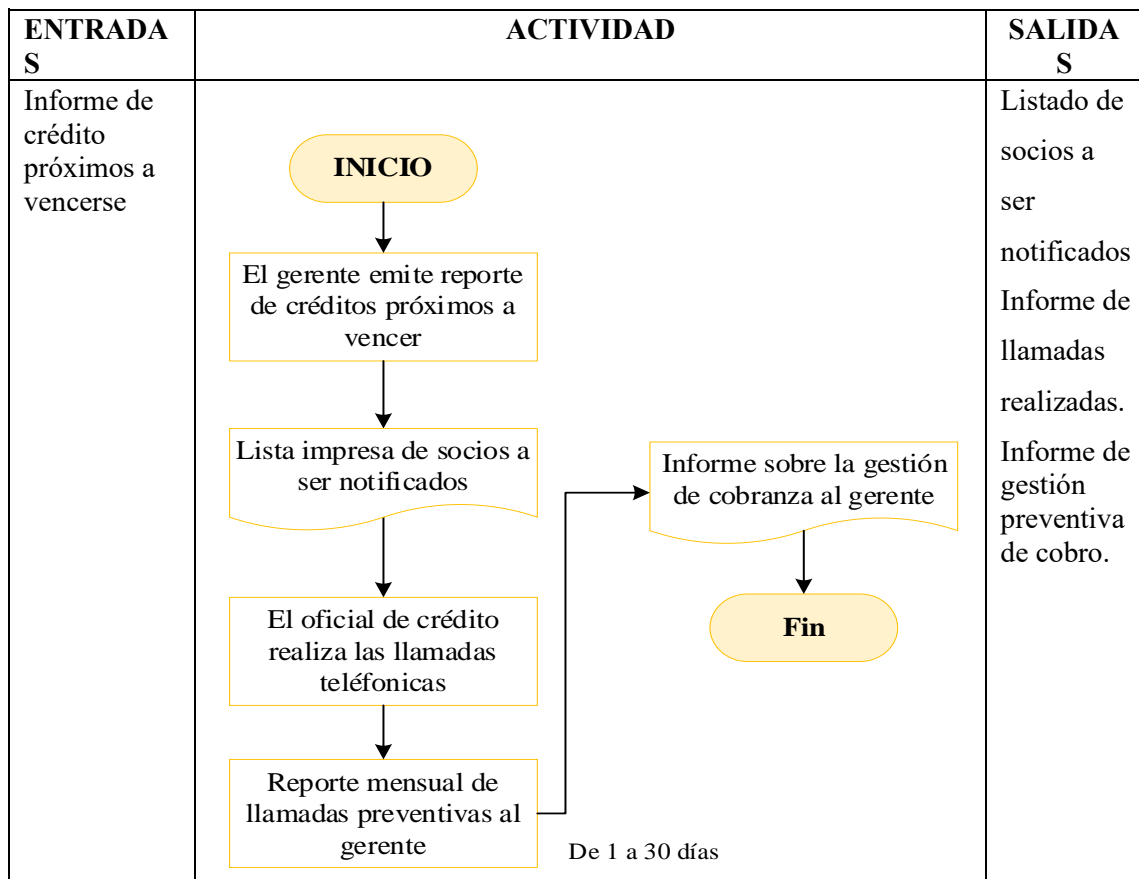 ENTRADA
S
ACTIVIDAD
SALIDA
S
Informe de
crédito
próximos a
vencerse
INICIO
El gerente emite reporte
de créditos próximos a
vencer
Lista impresa de socios a
ser notificados
El oficial de crédito
realiza las llamadas
teléfonicas
Reporte mensual de
llamadas preventivas al
gerente
De 1 a 30 días
Informe sobre la gestión
de cobranza al gerente
Fin
Listado de
socios a
ser
notificados
Informe de
llamadas
realizadas.
Informe de
gestión
preventiva
de cobro.